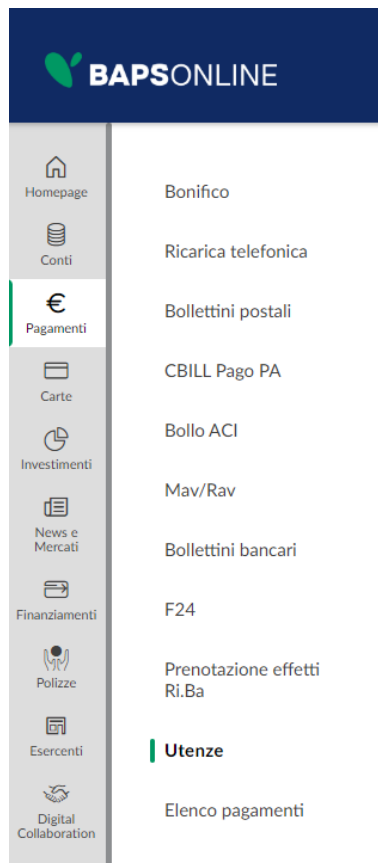 BAPSONLINE
Homepage
Conti
€
Pagamenti
Carte
Investimenti
News e
Mercati
Finanziamenti
Polizze
Esercenti
Digital
Collaboration
Bonifico
Ricarica telefonica
Bollettini postali
CBILL Pago PA
Bollo ACI
Mav/Rav
Bollettini bancari
F24
Prenotazione effetti
Ri.Ba
Utenze
Elenco pagamenti